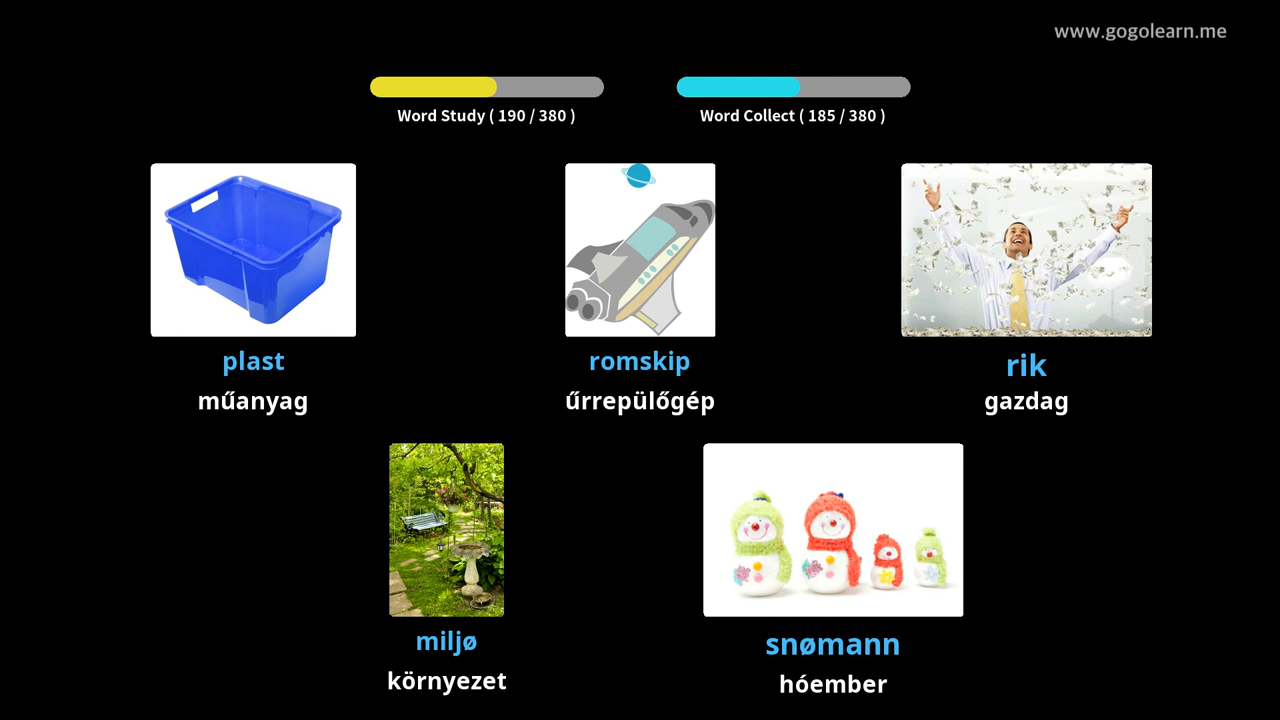 www.gogolearn.me
Word Study ( 190 / 380 )
Word Collect ( 185 / 380 )
plast
műanyag
romskip
űrrepülőgép
rik
gazdag
miljø
környezet
snømann
hóember